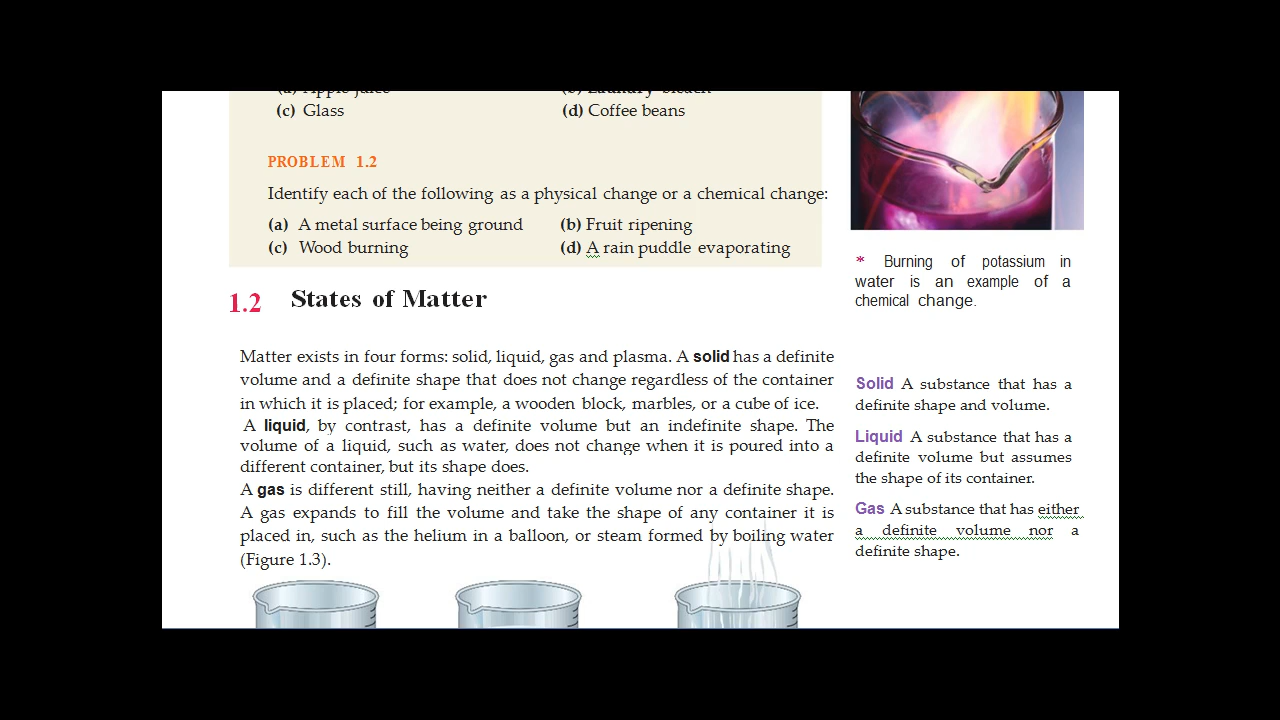 (a) Apple juice (b) Laundry bleach
(c) Glass (d) Coffee beans
PROBLEM 1.2
Identify each of the following as a physical change or a chemical change:
(a) A metal surface being ground (b) Fruit ripening
(c) Wood burning (d) A rain puddle evaporating
* Burning of potassium in
water is an example of a
chemical change.
1.2 States of Matter
Matter exists in four forms: solid, liquid, gas and plasma. A solid has a definite
volume and a definite shape that does not change regardless of the container
in which it is placed; for example, a wooden block, marbles, or a cube of ice.
A liquid, by contrast, has a definite volume but an indefinite shape. The
volume of a liquid, such as water, does not change when it is poured into a
different container, but its shape does.
A gas is different still, having neither a definite volume nor a definite shape.
A gas expands to fill the volume and take the shape of any container it is
placed in, such as the helium in a balloon, or steam formed by boiling water
(Figure 1.3).
Solid A substance that has a
definite shape and volume.
Liquid A substance that has a
definite volume but assumes
the shape of its container.
Gas A substance that has either
a definite volume nor a
definite shape.